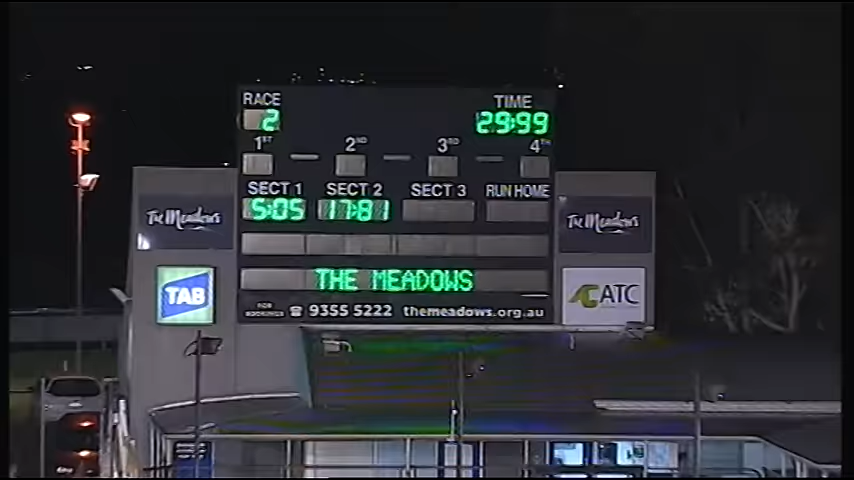 RACE TIME
2 29:99
1ST 2ND 3RD 4TH
SECT 1 SECT 2 SECT 3 RUN HOME
5:05 17:81
The Meadows
The Meadows
THE MEADOWS
TAB
ATC
FOR BOOKINGS 9355 5222 themeadows.org.au